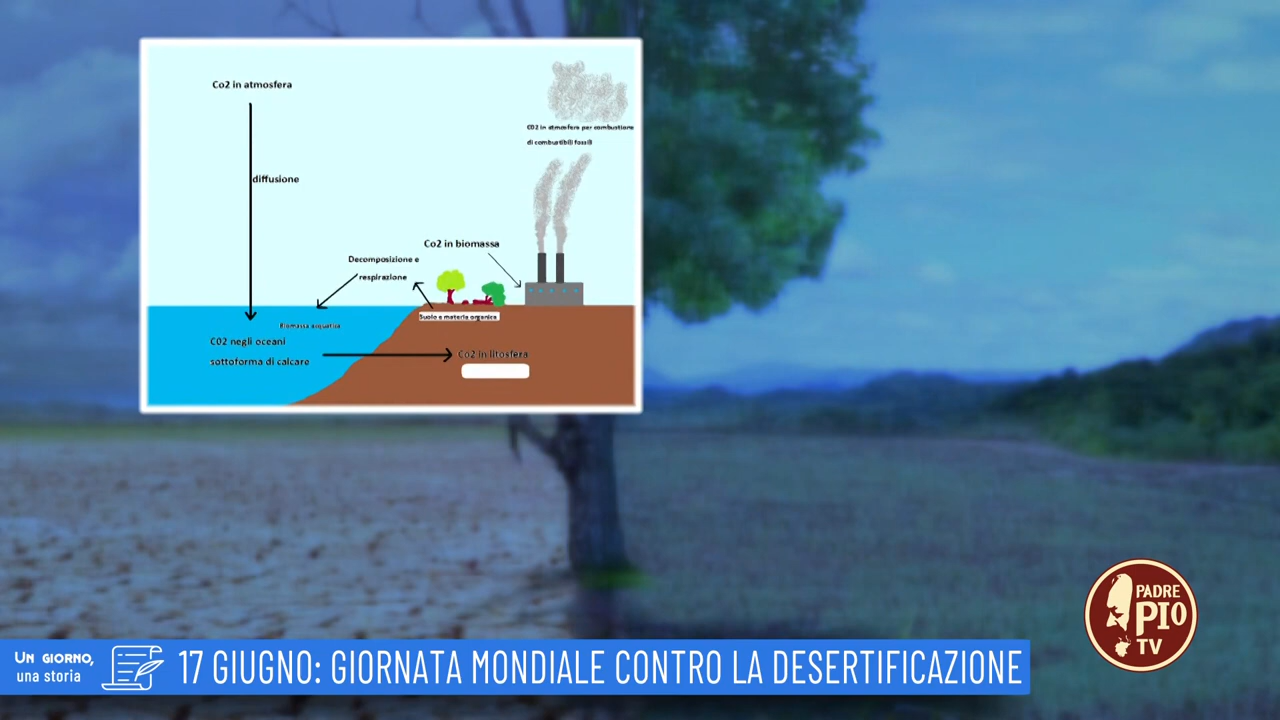 Co2 in atmosfera
C02 in atmosfera per combustione
di combustibili fossili
diffusione
Co2 in biomassa
Decomposizione e
respirazione
Suolo e materia organica
Biomassa acquatica
C02 negli oceani
sottoforma di calcare
Co2 in litosfera
PADRE
PIO
TV
UN GIORNO,
una storia
17 GIUGNO: GIORNATA MONDIALE CONTRO LA DESERTIFICAZIONE